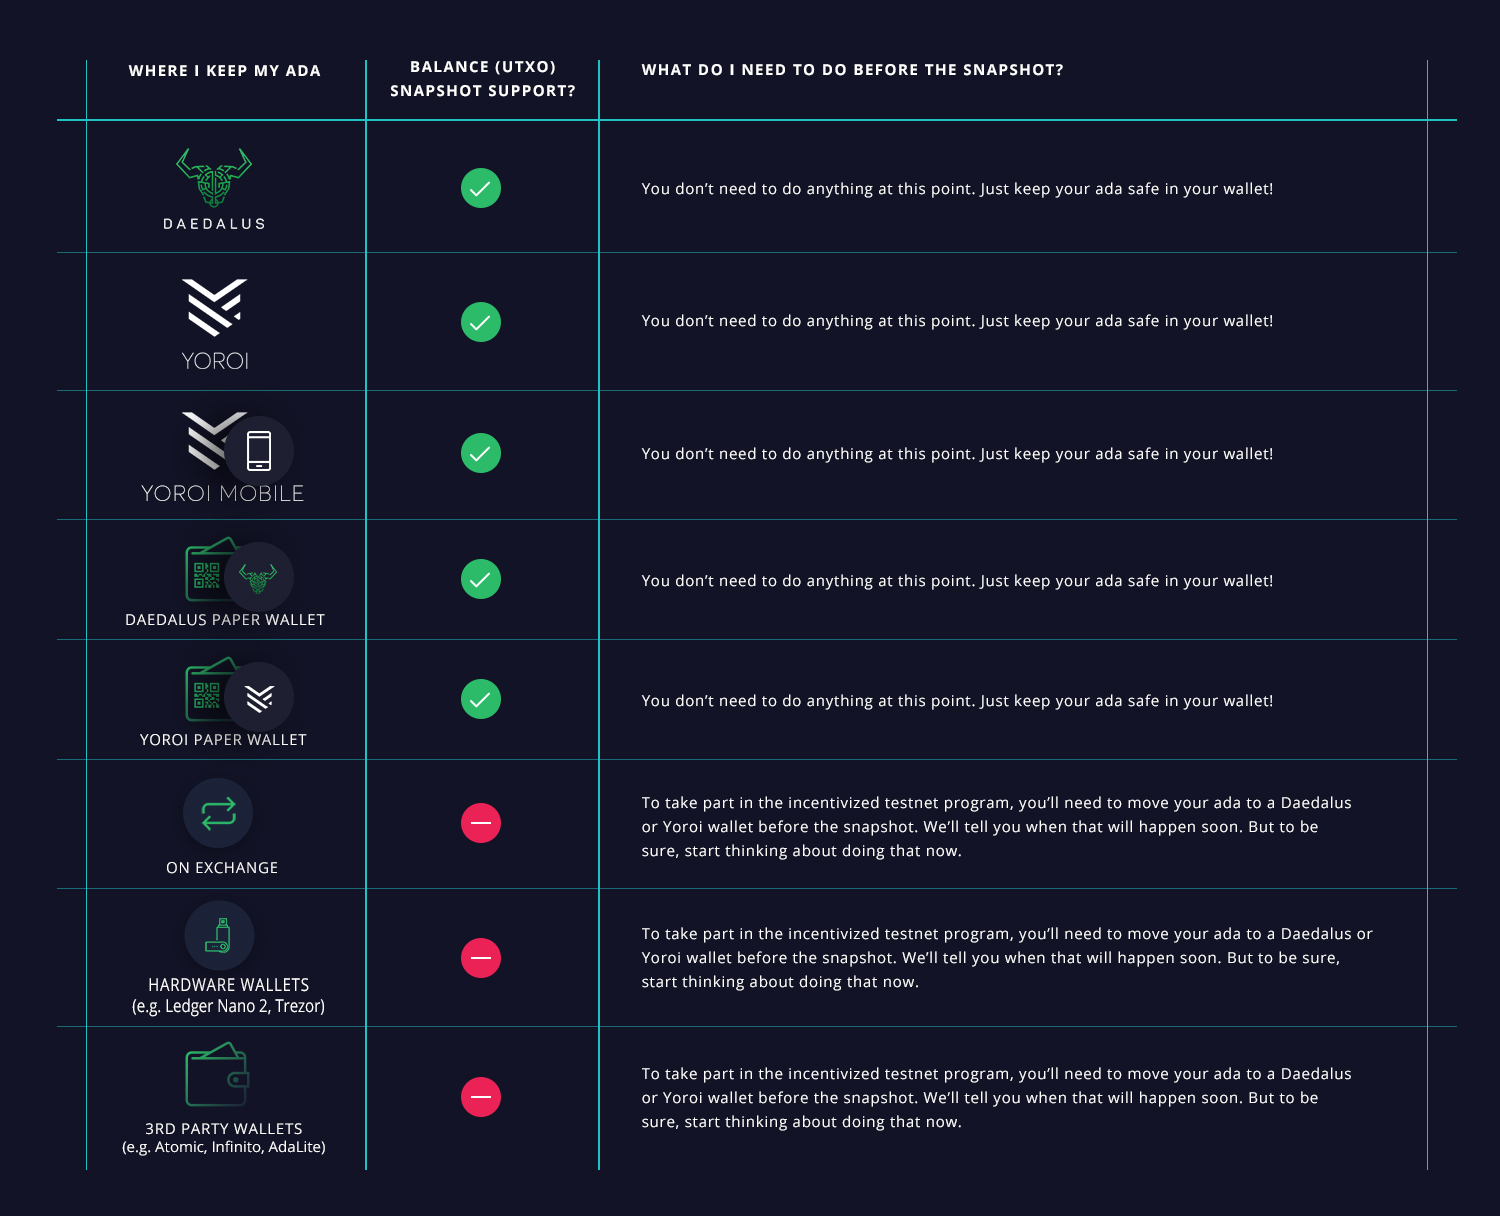 WHERE I KEEP MY ADA
BALANCE (UTXO)
SNAPSHOT SUPPORT?
WHAT DO I NEED TO DO BEFORE THE SNAPSHOT?
DAEDALUS
You don’t need to do anything at this point. Just keep your ada safe in your wallet!
YOROI
You don’t need to do anything at this point. Just keep your ada safe in your wallet!
YOROI MOBILE
You don’t need to do anything at this point. Just keep your ada safe in your wallet!
DAEDALUS PAPER WALLET
You don’t need to do anything at this point. Just keep your ada safe in your wallet!
YOROI PAPER WALLET
You don’t need to do anything at this point. Just keep your ada safe in your wallet!
ON EXCHANGE
To take part in the incentivized testnet program, you’ll need to move your ada to a Daedalus
or Yoroi wallet before the snapshot. We’ll tell you when that will happen soon. But to be
sure, start thinking about doing that now.
HARDWARE WALLETS
(e.g. Ledger Nano 2, Trezor)
To take part in the incentivized testnet program, you’ll need to move your ada to a Daedalus or
Yoroi wallet before the snapshot. We’ll tell you when that will happen soon. But to be sure,
start thinking about doing that now.
3RD PARTY WALLETS
(e.g. Atomic, Infinito, AdaLite)
To take part in the incentivized testnet program, you’ll need to move your ada to a Daedalus
or Yoroi wallet before the snapshot. We’ll tell you when that will happen soon. But to be
sure, start thinking about doing that now.